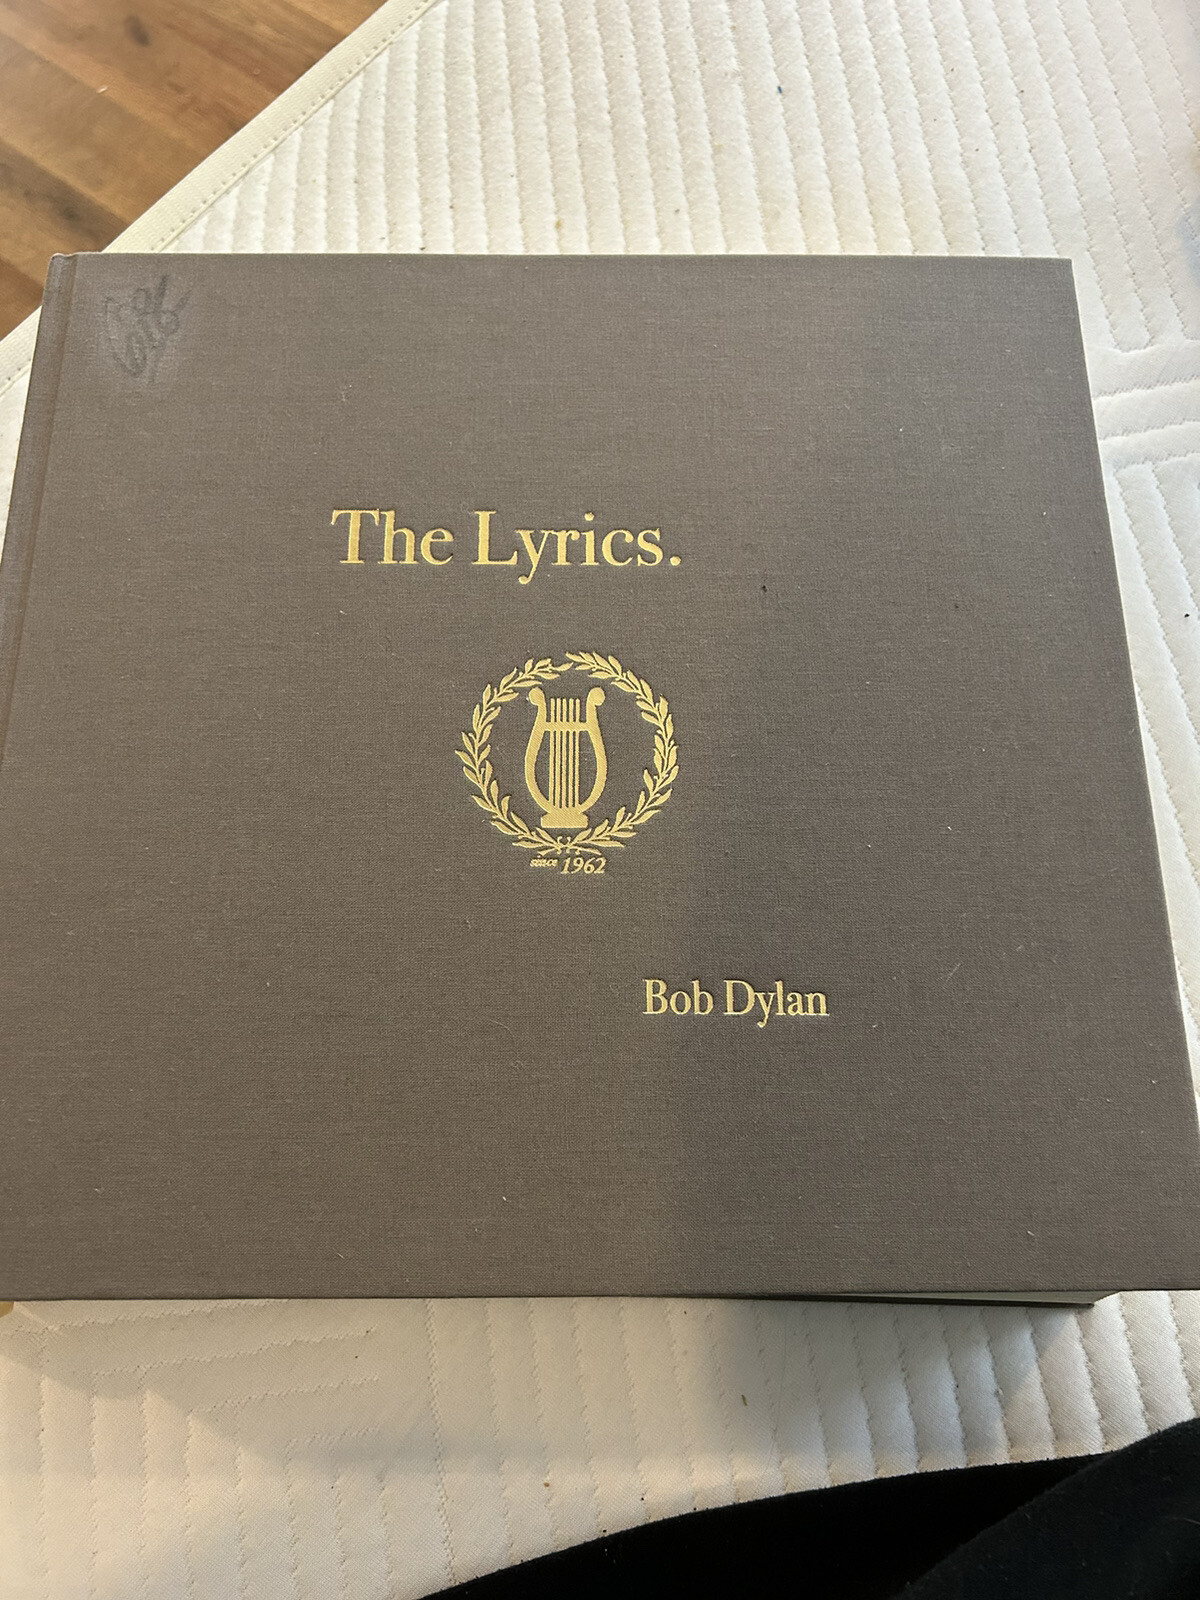 The Lyrics.
since 1962
Bob Dylan